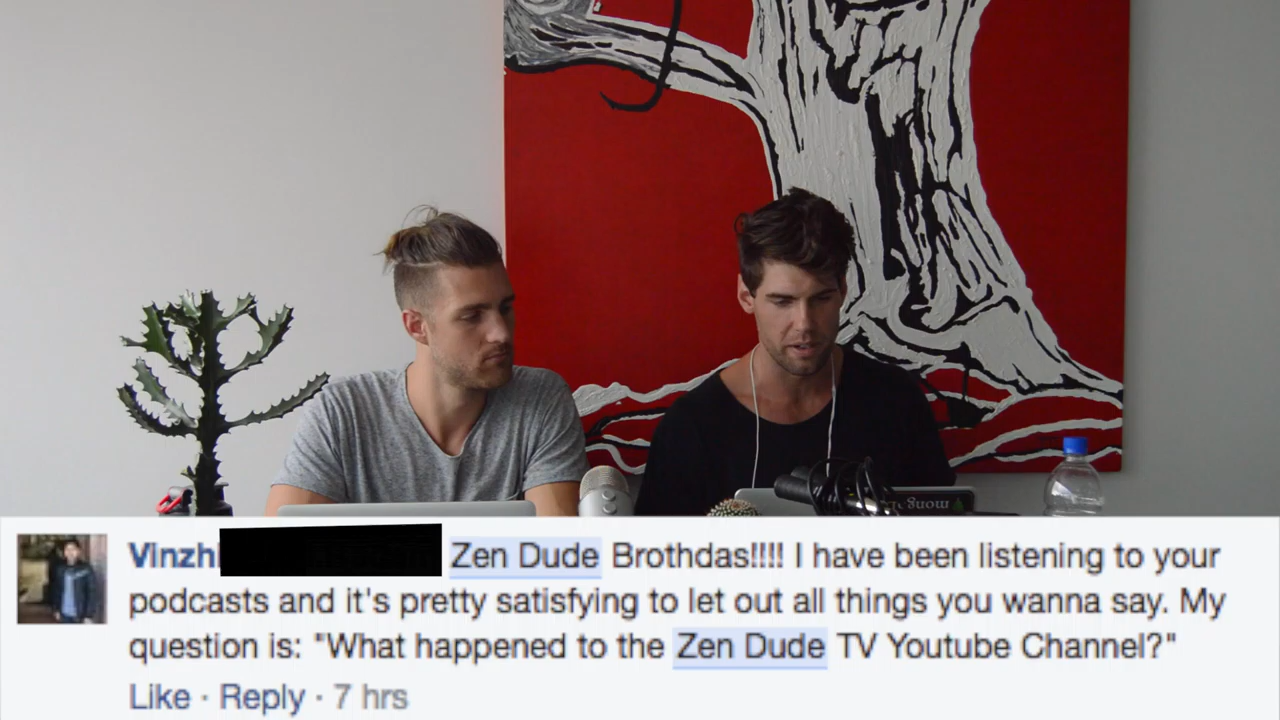 Vinzh Zen Dude Brothdas!!!! I have been listening to your
podcasts and it's pretty satisfying to let out all things you wanna say. My
question is: "What happened to the Zen Dude TV Youtube Channel?"
Like · Reply · 7 hrs